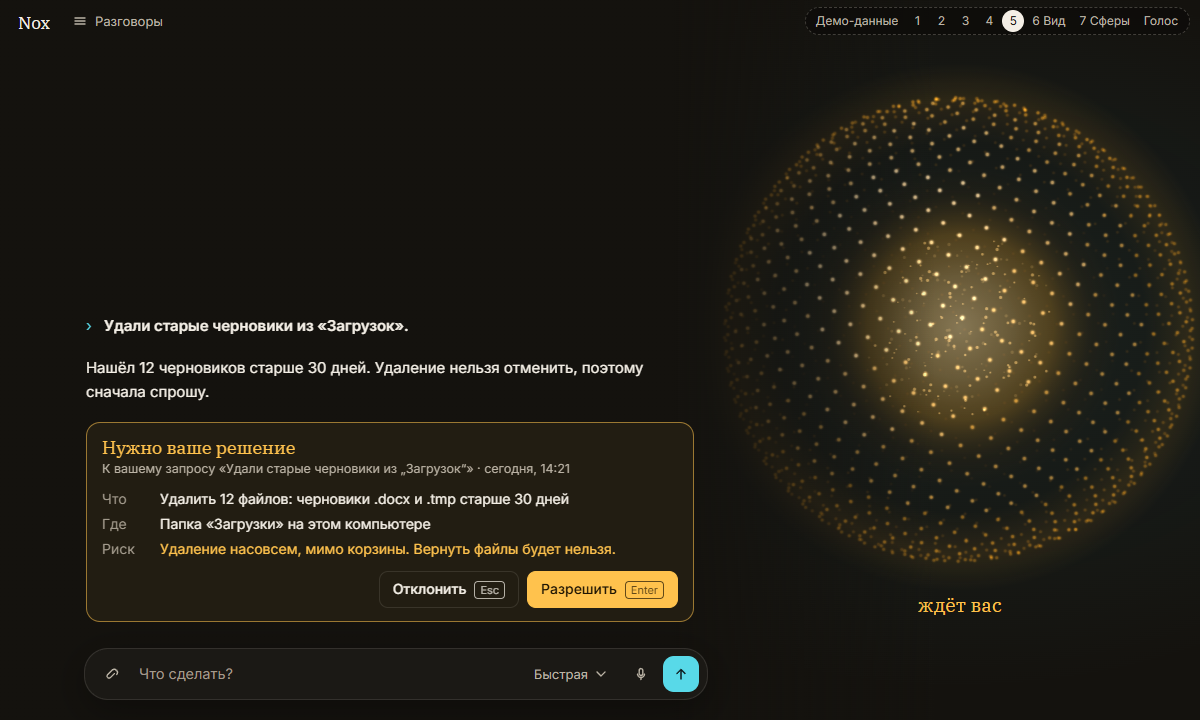 Nox
Разговоры
Демо-данные 1 2 3 4 5 6 Вид 7 Сферы Голос
› Удали старые черновики из «Загрузок».
Нашёл 12 черновиков старше 30 дней. Удаление нельзя отменить, поэтому
сначала спрошу.
Нужно ваше решение
К вашему запросу «Удали старые черновики из „Загрузок“» · сегодня, 14:21
Что Удалить 12 файлов: черновики .docx и .tmp старше 30 дней
Где Папка «Загрузки» на этом компьютере
Риск Удаление насовсем, мимо корзины. Вернуть файлы будет нельзя.
Отклонить Esc
Разрешить Enter
ждёт вас
Что сделать?
Быстрая